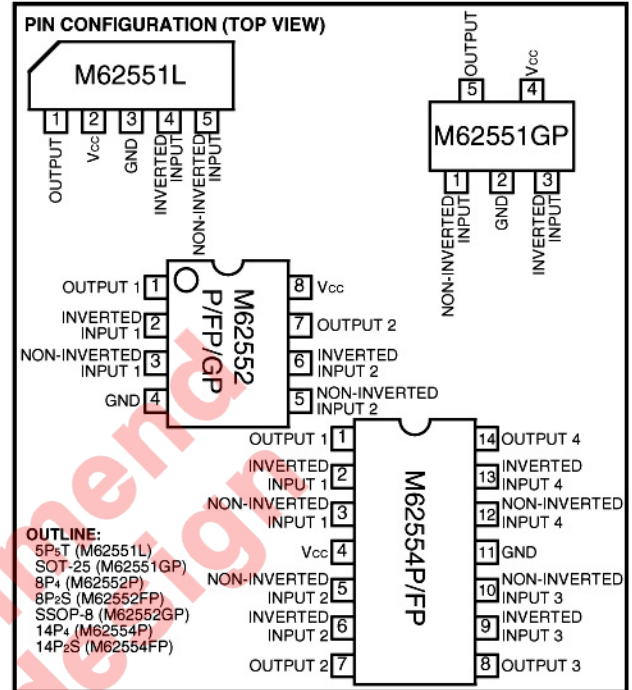 PIN CONFIGURATION (TOP VIEW)
M62551L
1 2 3 4 5
OUTPUT
Vcc
GND
INVERTED
INPUT
NON-INVERTED
INPUT
OUTPUT
Vcc
5 4
M62551GP
1 2 3
NON-INVERTED
INPUT
GND
INVERTED
INPUT
M62552
P/FP/GP
OUTPUT 1 1
INVERTED
INPUT 1 2
NON-INVERTED
INPUT 1 3
GND 4
8 Vcc
7 OUTPUT 2
6 INVERTED
INPUT 2
5 NON-INVERTED
INPUT 2
M62554P/FP
OUTPUT 1 1
INVERTED
INPUT 1 2
NON-INVERTED
INPUT 1 3
Vcc 4
NON-INVERTED
INPUT 2 5
INVERTED
INPUT 2 6
OUTPUT 2 7
14 OUTPUT 4
13 INVERTED
INPUT 4
12 NON-INVERTED
INPUT 4
11 GND
10 NON-INVERTED
INPUT 3
9 INVERTED
INPUT 3
8 OUTPUT 3
OUTLINE:
5P5T (M62551L)
SOT-25 (M62551GP)
8P4 (M62552P)
8P2S (M62552FP)
SSOP-8 (M62552GP)
14P4 (M62554P)
14P2S (M62554FP)
mmend
design